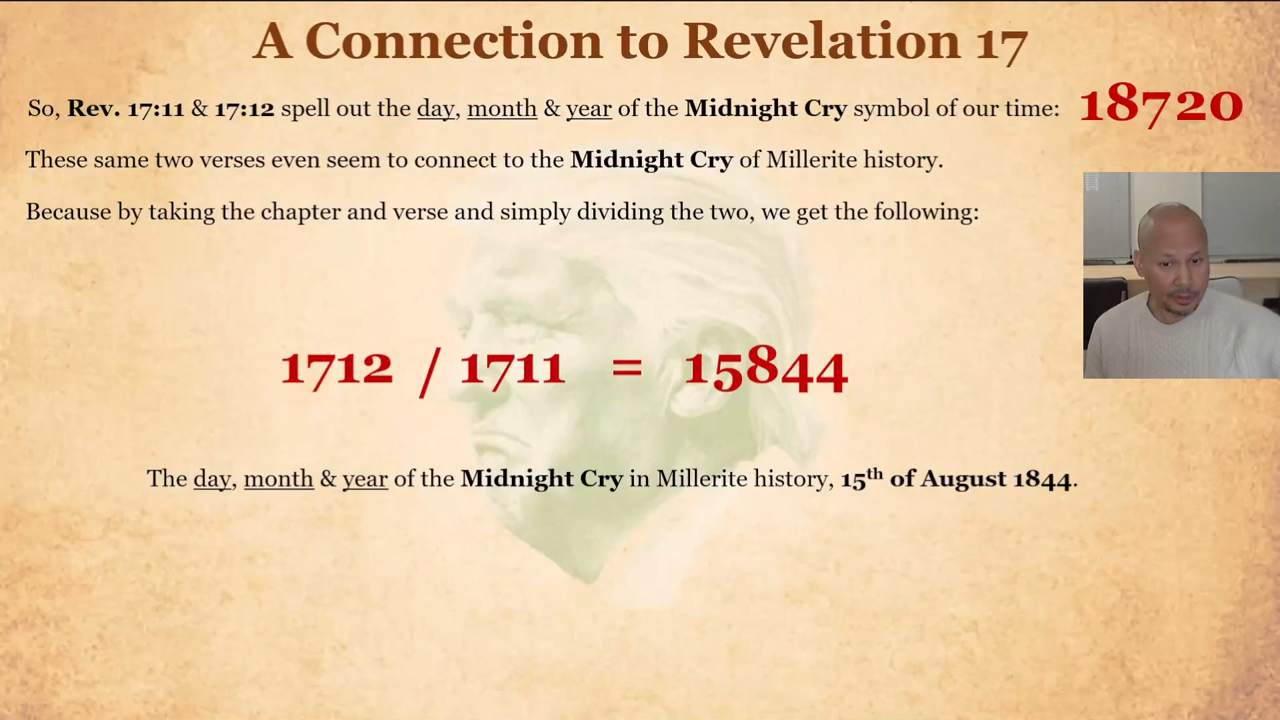 A Connection to Revelation 17
So, Rev. 17:11 & 17:12 spell out the day, month & year of the Midnight Cry symbol of our time: 18720
These same two verses even seem to connect to the Midnight Cry of Millerite history.
Because by taking the chapter and verse and simply dividing the two, we get the following:
1712 / 1711 = 15844
The day, month & year of the Midnight Cry in Millerite history, 15th of August 1844.